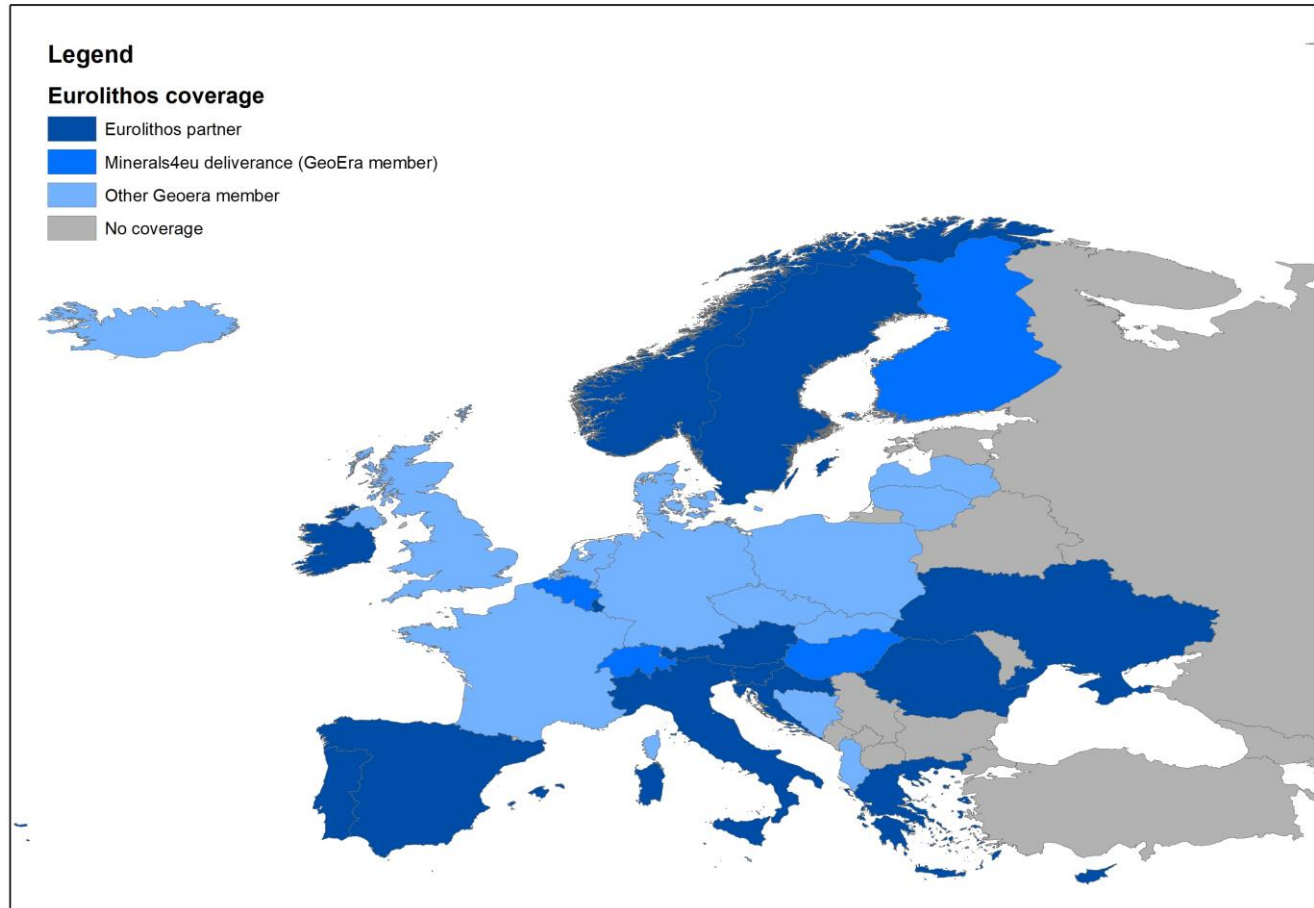 Legend
Eurolithos coverage
Eurolithos partner
Minerals4eu deliverance (GeoEra member)
Other Geoera member
No coverage